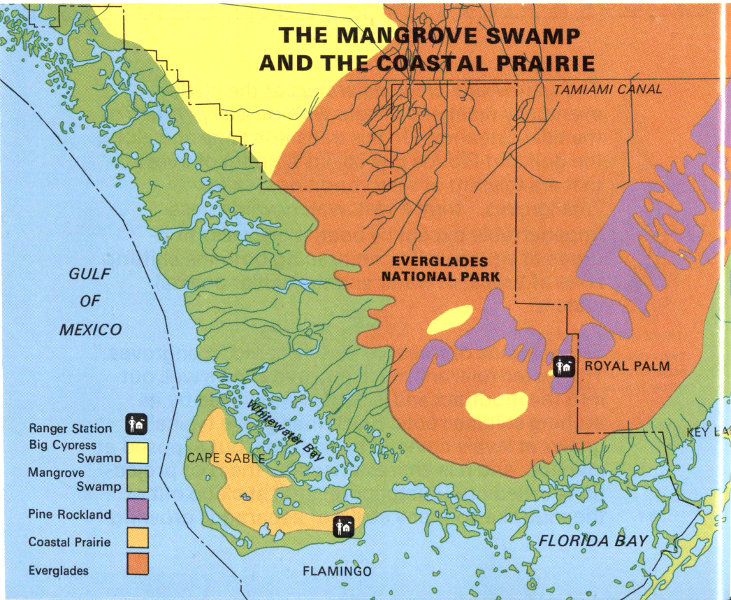 THE MANGROVE SWAMP
AND THE COASTAL PRAIRIE
TAMIAMI CANAL
EVERGLADES
NATIONAL PARK
GULF
OF
MEXICO
ROYAL PALM
Whitewater Bay
KEY LA
CAPE SABLE
FLORIDA BAY
FLAMINGO
Ranger Station
Big Cypress
Swamp
Mangrove
Swamp
Pine Rockland
Coastal Prairie
Everglades